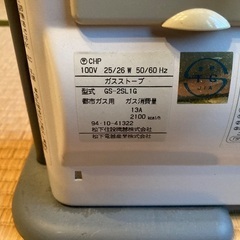 CHP
100V 25/26 W 50/60 Hz
ガスストーブ
型式 GS-2SL1G
都市ガス用 ガス消費量
13A
2100 kcal/h
94·10-41322
松下住設機器株式会社
松下電器産業株式会社